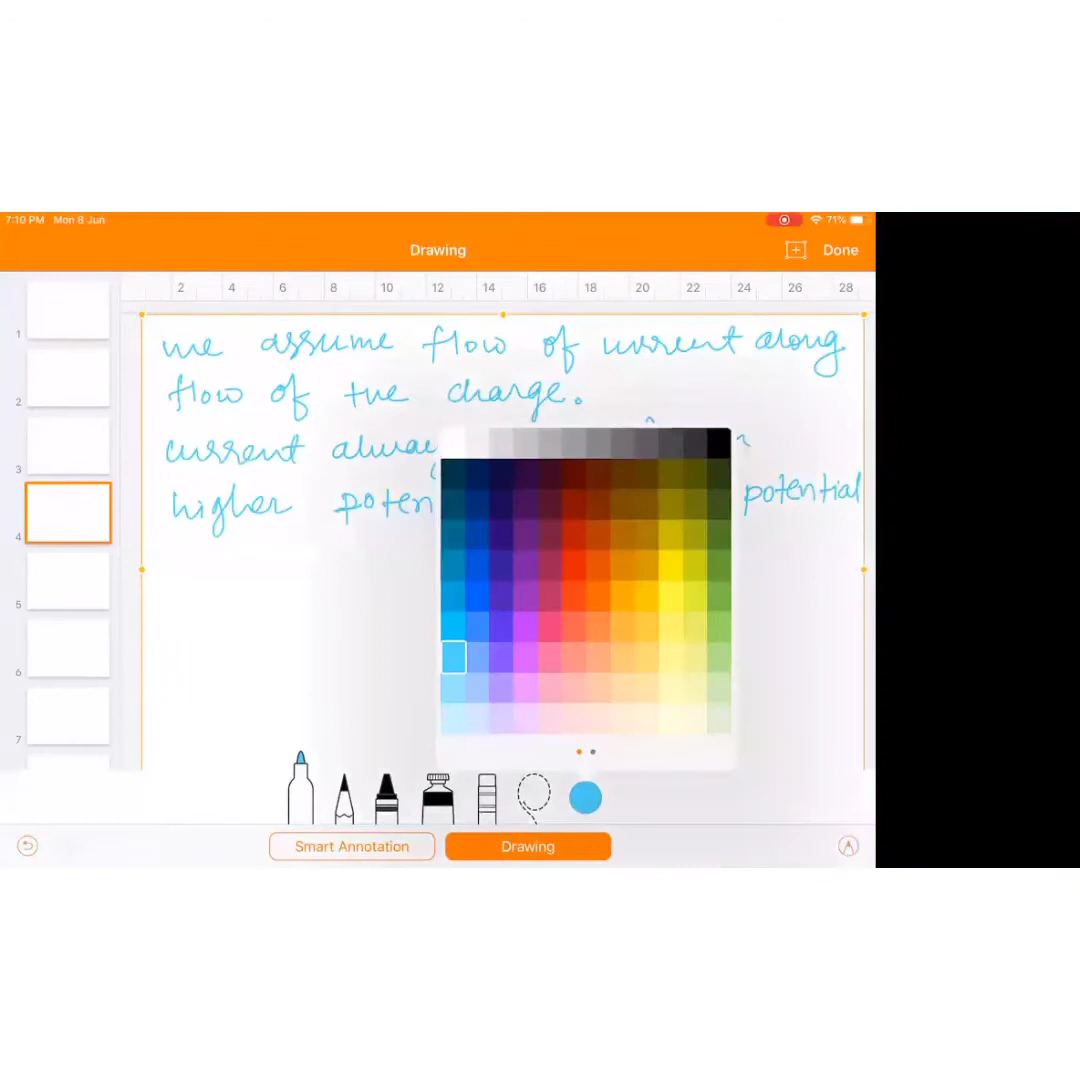 7:10 PM Mon 8 Jun
71%
Drawing
Done
2 4 6 8 10 12 14 16 18 20 22 24 26 28
1
2
3
4
5
6
7
we assume flow of current along
flow of the charge.
current alway
higher poten potential
Smart Annotation
Drawing